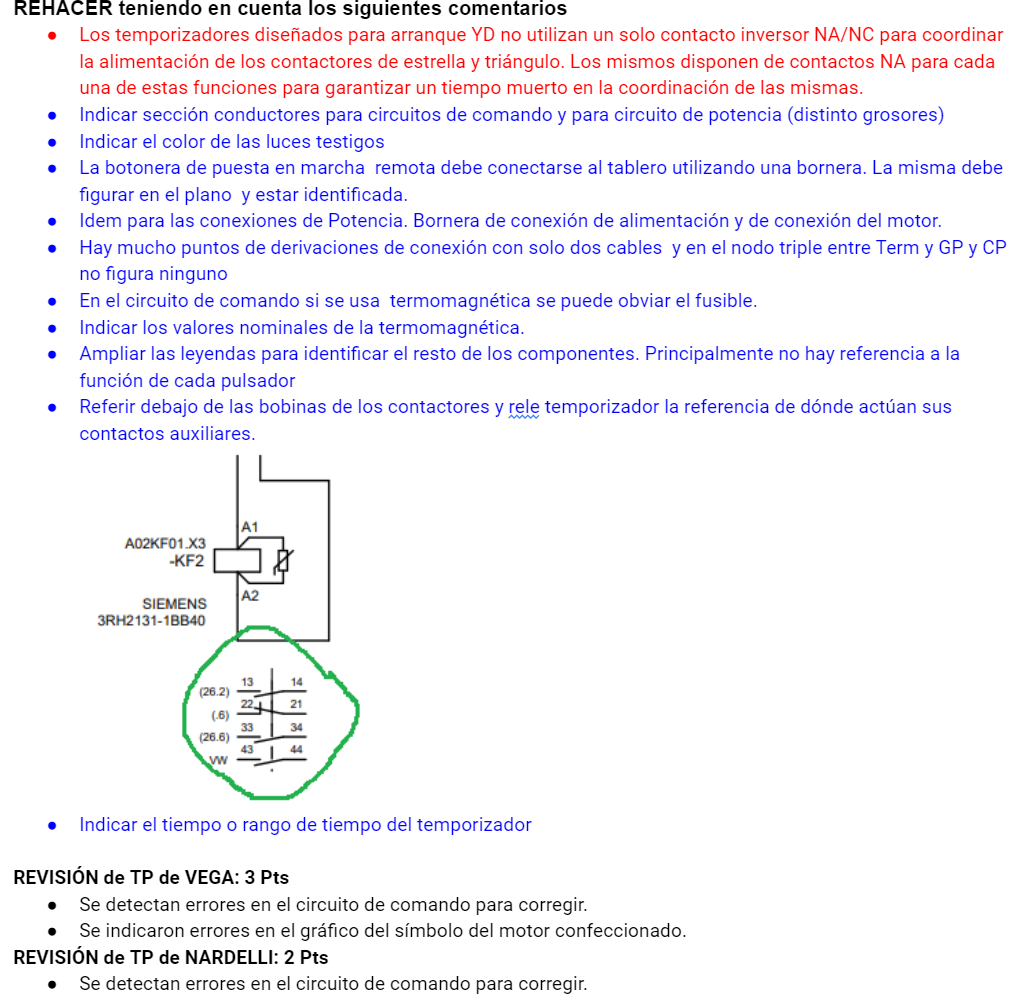 REHACER teniendo en cuenta los siguientes comentarios
● Los temporizadores diseñados para arranque YD no utilizan un solo contacto inversor NA/NC para coordinar
la alimentación de los contactores de estrella y triángulo. Los mismos disponen de contactos NA para cada
una de estas funciones para garantizar un tiempo muerto en la coordinación de las mismas.
● Indicar sección conductores para circuitos de comando y para circuito de potencia (distinto grosores)
● Indicar el color de las luces testigos
● La botonera de puesta en marcha remota debe conectarse al tablero utilizando una bornera. La misma debe
figurar en el plano y estar identificada.
● Idem para las conexiones de Potencia. Bornera de conexión de alimentación y de conexión del motor.
● Hay mucho puntos de derivaciones de conexión con solo dos cables y en el nodo triple entre Term y GP y CP
no figura ninguno
● En el circuito de comando si se usa termomagnética se puede obviar el fusible.
● Indicar los valores nominales de la termomagnética.
● Ampliar las leyendas para identificar el resto de los componentes. Principalmente no hay referencia a la
función de cada pulsador
● Referir debajo de las bobinas de los contactores y rele temporizador la referencia de dónde actúan sus
contactos auxiliares.
A1
A02KF01.X3
-KF2
A2
SIEMENS
3RH2131-1BB40
(26.2) 13 14
(.6) 22 21
(26.6) 33 34
VW 43 44
● Indicar el tiempo o rango de tiempo del temporizador
REVISIÓN de TP de VEGA: 3 Pts
● Se detectan errores en el circuito de comando para corregir.
● Se indicaron errores en el gráfico del símbolo del motor confeccionado.
REVISIÓN de TP de NARDELLI: 2 Pts
● Se detectan errores en el circuito de comando para corregir.